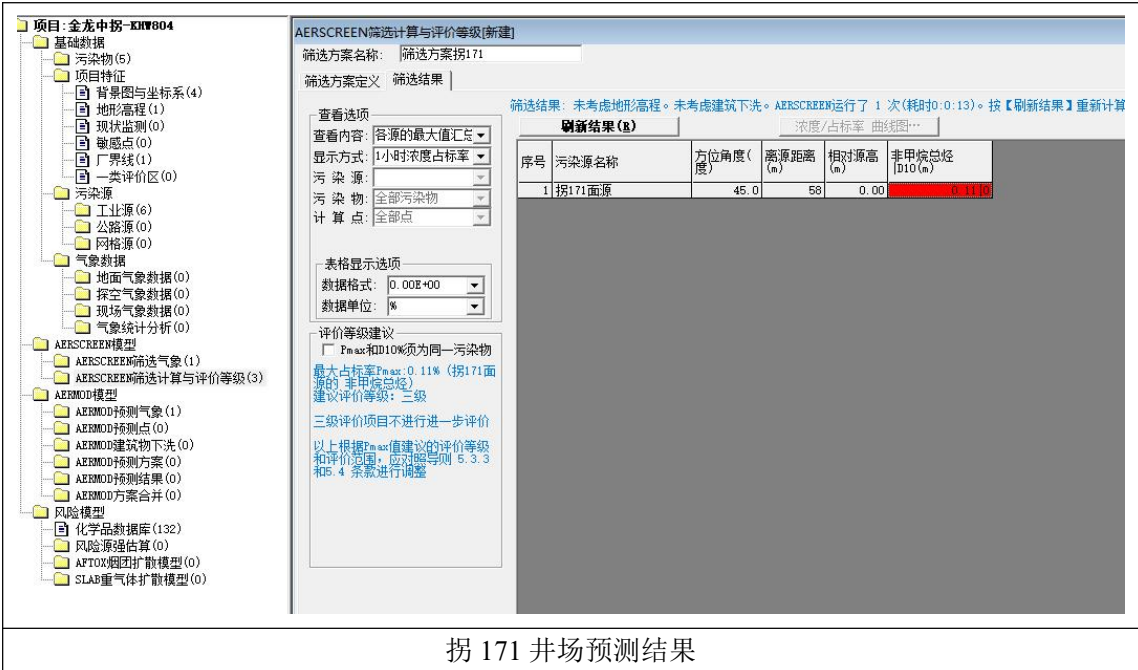 项目:金龙中拐-KHW804
基础数据
污染物(5)
项目特征
背景图与坐标系(4)
地形高程(1)
现状监测(0)
敏感点(0)
厂界线(1)
一类评价区(0)
污染源
工业源(6)
公路源(0)
网格源(0)
气象数据
地面气象数据(0)
探空气象数据(0)
现场气象数据(0)
气象统计分析(0)
AERSCREEN模型
AERSCREEN筛选气象(1)
AERSCREEN筛选计算与评价等级(3)
AERMOD模型
AERMOD预测气象(1)
AERMOD预测点(0)
AERMOD建筑物下洗(0)
AERMOD预测方案(0)
AERMOD预测结果(0)
AERMOD方案合并(0)
风险模型
化学品数据库(132)
风险源强估算(0)
AFTOX烟团扩散模型(0)
SLAB重气体扩散模型(0)
AERSCREEN筛选计算与评价等级[新建]
筛选方案名称: 筛选方案拐171
筛选方案定义 筛选结果
查看选项
查看内容: 各源的最大值汇总
显示方式: 1小时浓度占标率
污 染 源:
污 染 物: 全部污染物
计 算 点: 全部点
表格显示选项
数据格式: 0.00E+00
数据单位: %
评价等级建议
Pmax和D10%须为同一污染物
最大占标率Pmax:0.11% (拐171面
源的 非甲烷总烃)
建议评价等级: 三级
三级评价项目不进行进一步评价
以上根据Pmax值建议的评价等级
和评价范围,应对照导则 5.3.3
和5.4 条款进行调整
筛选结果: 未考虑地形高程。未考虑建筑下洗。AERSCREEN运行了 1 次(耗时0:0:13)。按【刷新结果】重新计算
刷新结果(R) 浓度/占标率 曲线图…
序号 污染源名称 方位角度(度) 离源距离(m) 相对源高(m) 非甲烷总烃|D10(m)
1 拐171面源 45.0 58 0.00 0.11|0
拐 171 井场预测结果